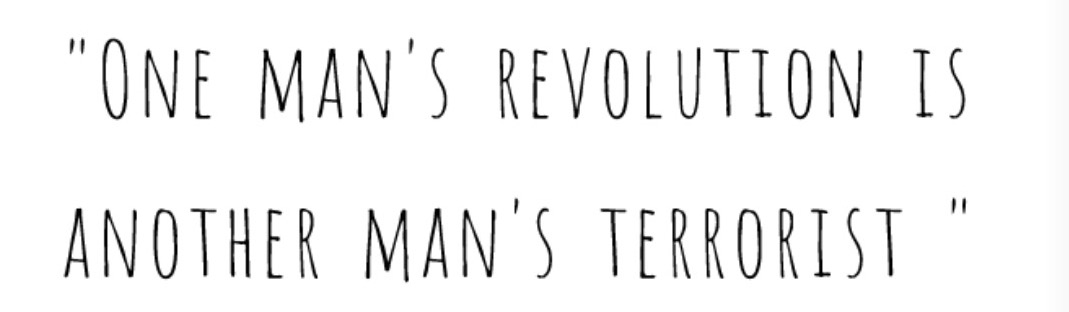 "One man's revolution is
another man's terrorist "